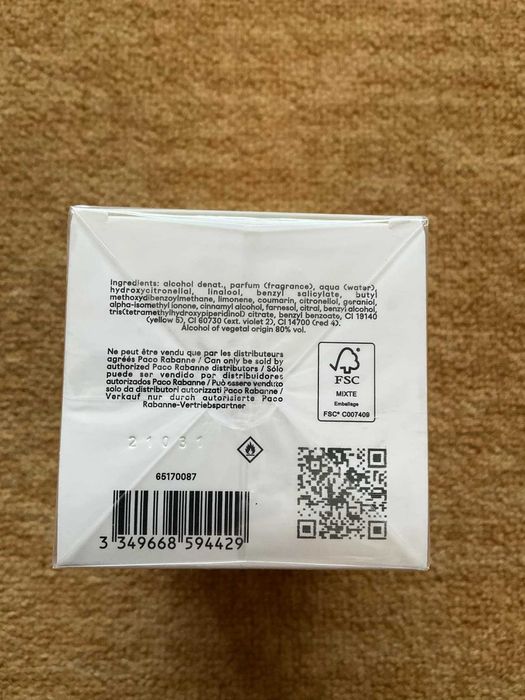 Ingredients: alcohol denat., parfum (fragrance), aqua (water),
hydroxycitronellal, linalool, benzyl salicylate, butyl
methoxydibenzoylmethane, limonene, coumarin, citronellol, geraniol,
alpha-isomethyl ionone, cinnamyl alcohol, farnesol, citral, benzyl alcohol,
tris(tetramethylhydroxypiperidinol) citrate, benzyl benzoate, CI 19140
(yellow 5), CI 60730 (ext. violet 2), CI 14700 (red 4).
Alcohol of vegetal origin 80% vol.
Ne peut être vendu que par les distributeurs
agréés Paco Rabanne / Can only be sold by
authorized Paco Rabanne distributors / Sólo
puede ser vendido por distribuidores
autorizados Paco Rabanne / Può essere venduto
solo da distributori autorizzati Paco Rabanne /
Verkauf nur durch autorisierte Paco
Rabanne-Vertriebspartner
FSC
MIXTE
Emballage
FSC® C007409
21031
65170087
3 349668 594429